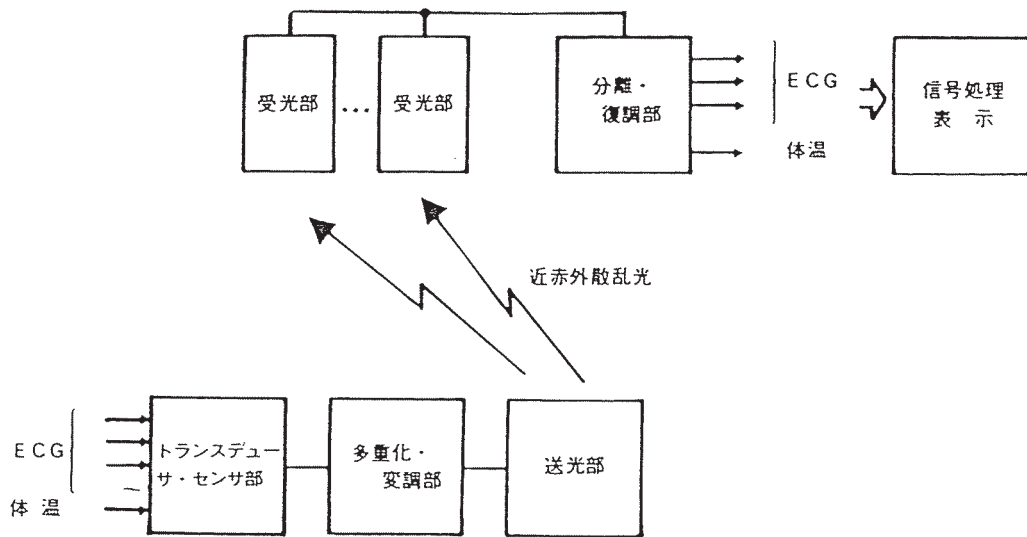 受光部
...
受光部
分離・
復調部
ECG
体温
信号処理
表 示
近赤外散乱光
ECG
体 温
トランスデュー
サ・センサ部
多重化・
変調部
送光部